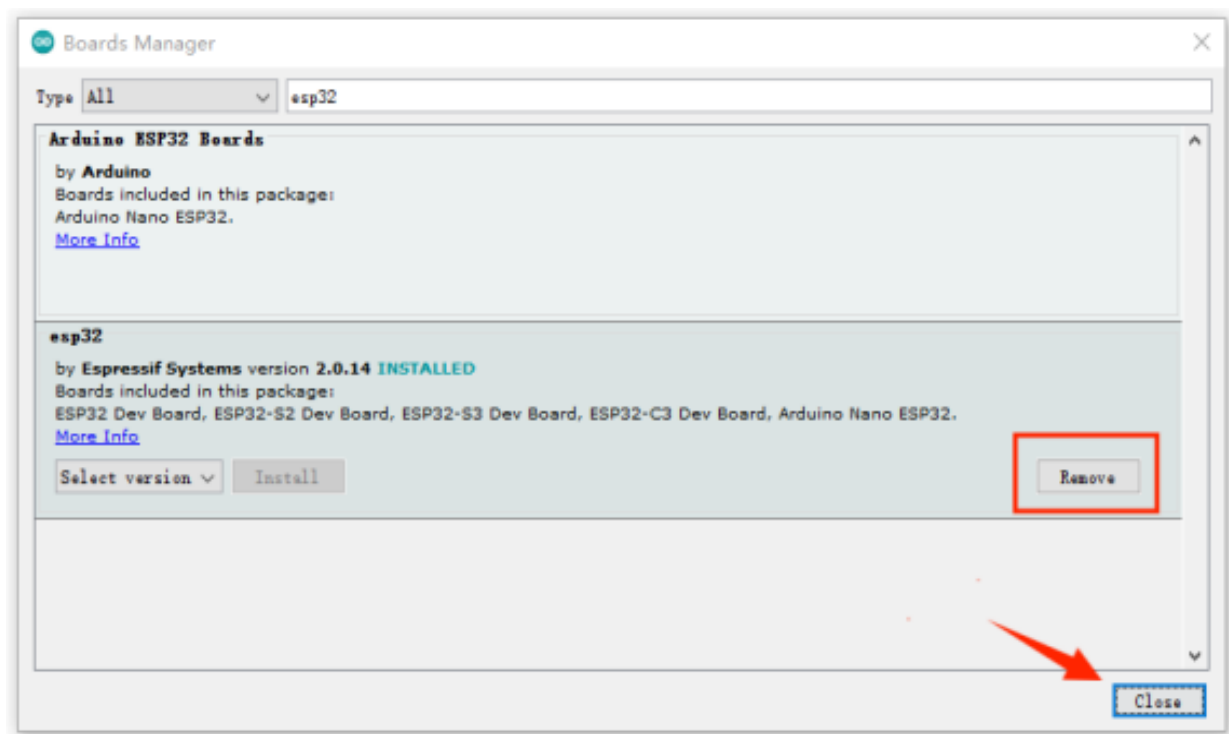 Boards Manager
Type All esp32
Arduino ESP32 Boards
by Arduino
Boards included in this package:
Arduino Nano ESP32.
More Info
esp32
by Espressif Systems version 2.0.14 INSTALLED
Boards included in this package:
ESP32 Dev Board, ESP32-S2 Dev Board, ESP32-S3 Dev Board, ESP32-C3 Dev Board, Arduino Nano ESP32.
More Info
Select version Install Remove
Close